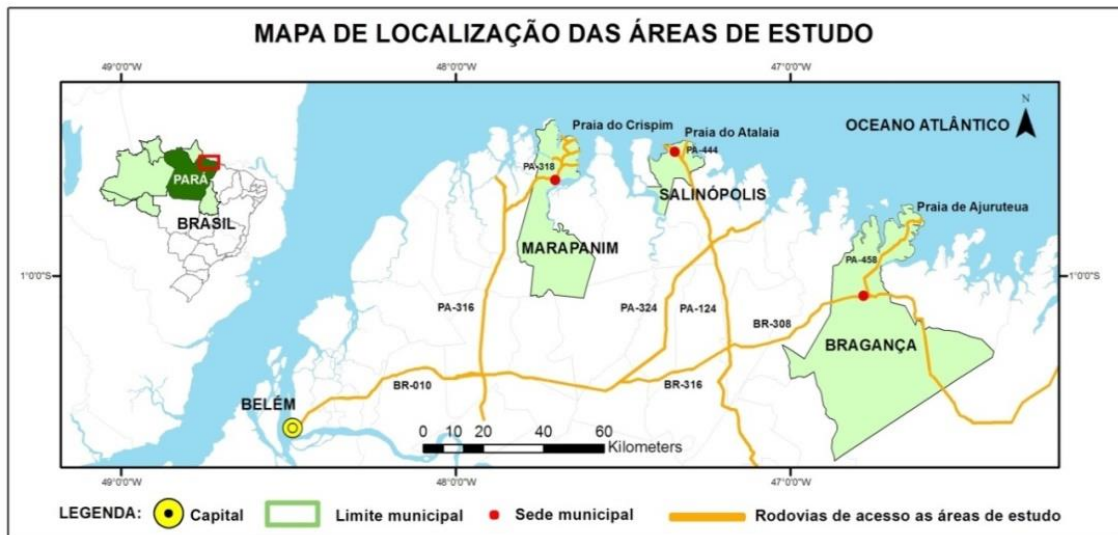 MAPA DE LOCALIZAÇÃO DAS ÁREAS DE ESTUDO
49°0'0"W 48°0'0"W 47°0'0"W
N
OCEANO ATLÂNTICO
Praia do Crispim
Praia do Atalaia
PA-444
PA-318
PARÁ
SALINÓPOLIS
BRASIL
Praia de Ajuruteua
MARAPANIM
PA-458
1°0'0"S 1°0'0"S
PA-316
PA-324
PA-124
BR-308
BRAGANÇA
BR-010
BR-316
BELÉM
0 10 20 40 60
Kilometers
49°0'0"W 48°0'0"W 47°0'0"W
LEGENDA: Capital Limite municipal Sede municipal Rodovias de acesso as áreas de estudo